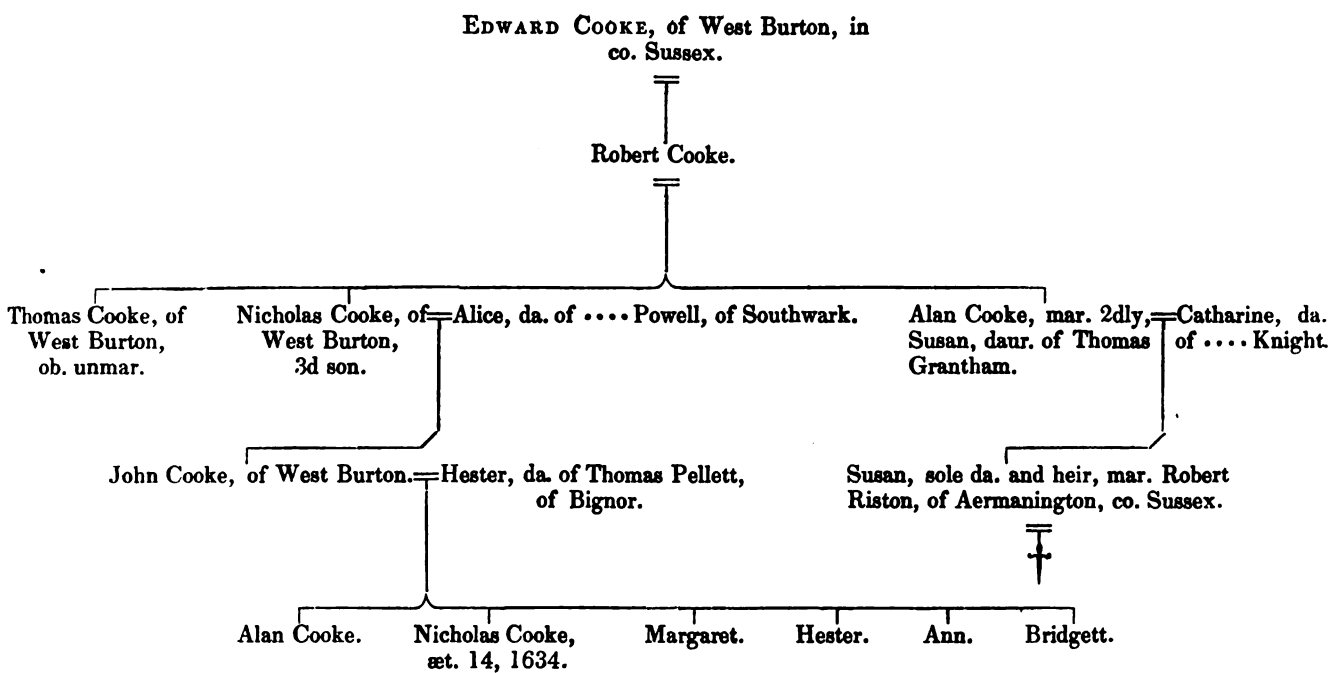 EDWARD COOKE, of West Burton, in
co. Sussex.
Robert Cooke.
Thomas Cooke, of
West Burton,
ob. unmar.
Nicholas Cooke, of
West Burton,
3d son.
Alice, da. of •••• Powell, of Southwark.
Alan Cooke, mar. 2dly,
Susan, daur. of Thomas
Grantham.
Catharine, da.
of •••• Knight.
John Cooke, of West Burton.
Hester, da. of Thomas Pellett,
of Bignor.
Susan, sole da. and heir, mar. Robert
Riston, of Aermanington, co. Sussex.
Alan Cooke.
Nicholas Cooke,
æt. 14, 1634.
Margaret.
Hester.
Ann.
Bridgett.